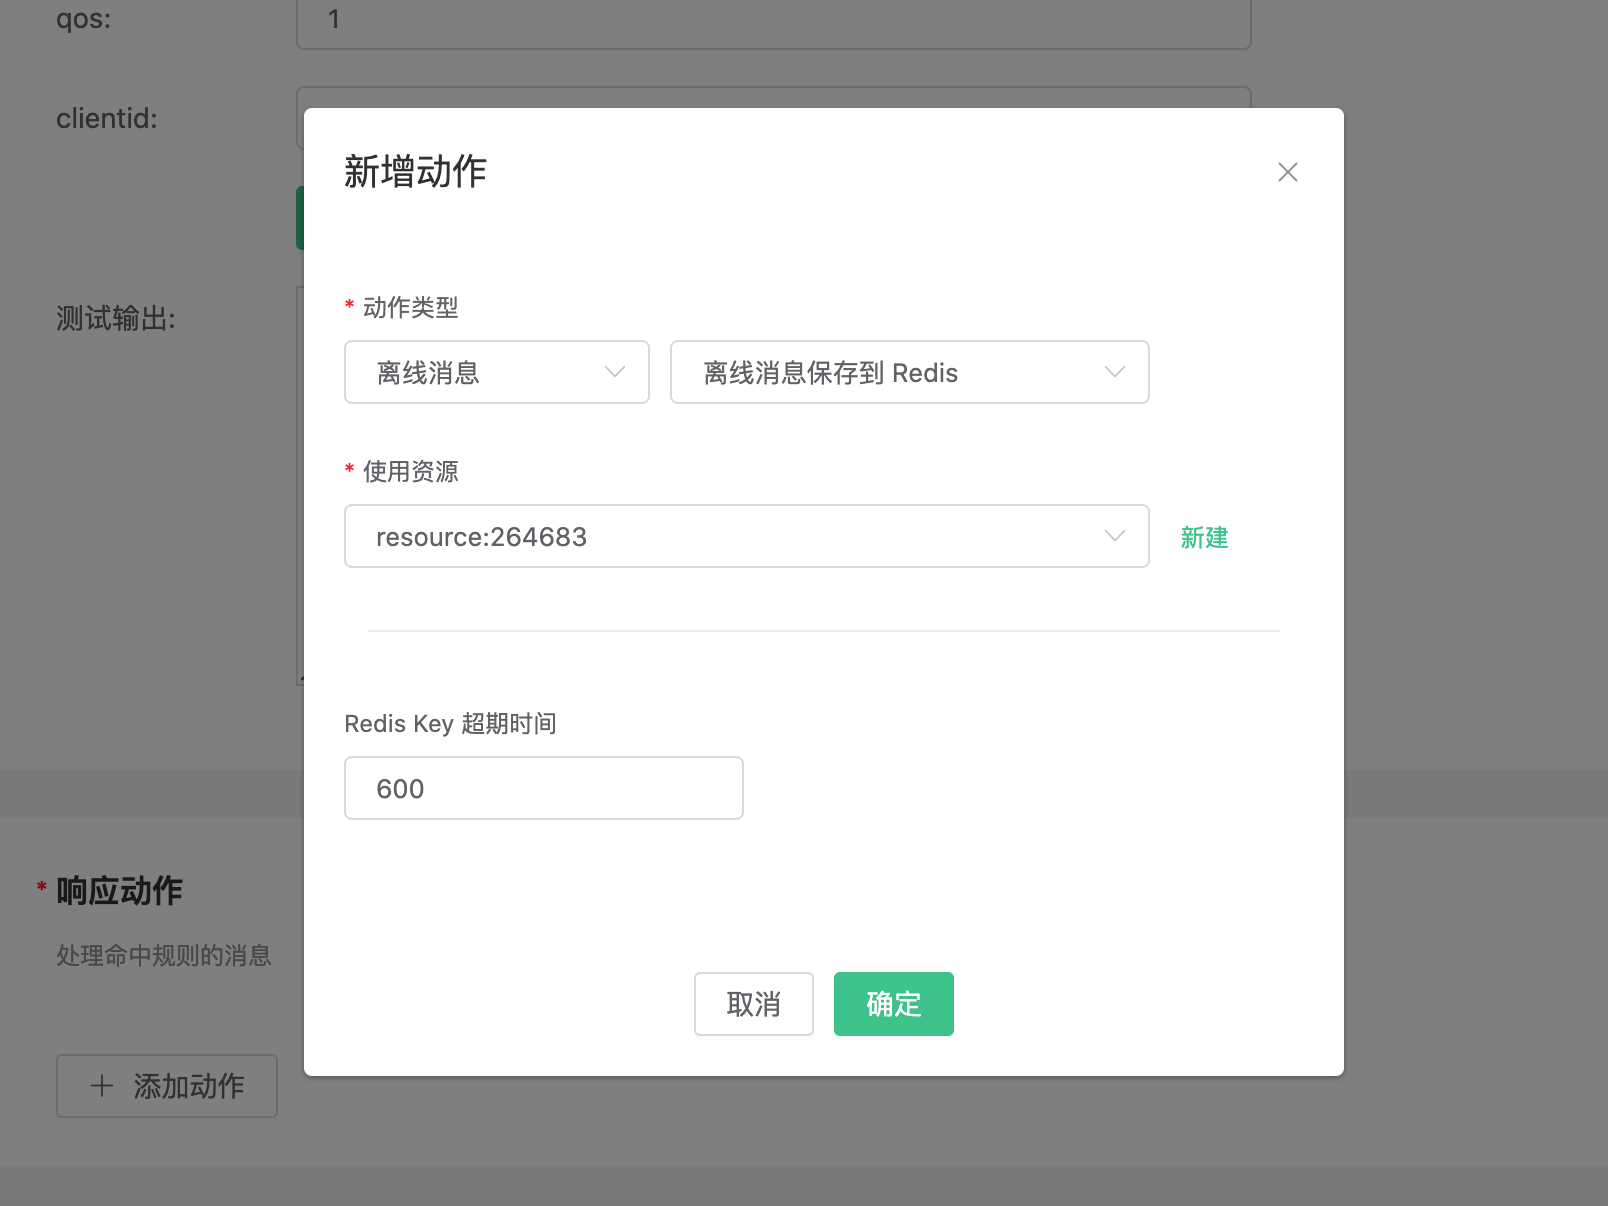 qos:
1
clientid:
新增动作
测试输出:
* 动作类型
离线消息
离线消息保存到 Redis
* 使用资源
resource:264683
新建
Redis Key 超期时间
600
* 响应动作
处理命中规则的消息
取消
确定
添加动作